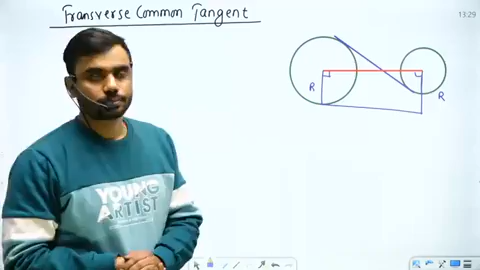 Transverse Common Tangent
13:29
R
R
YOUNG
ARTIST